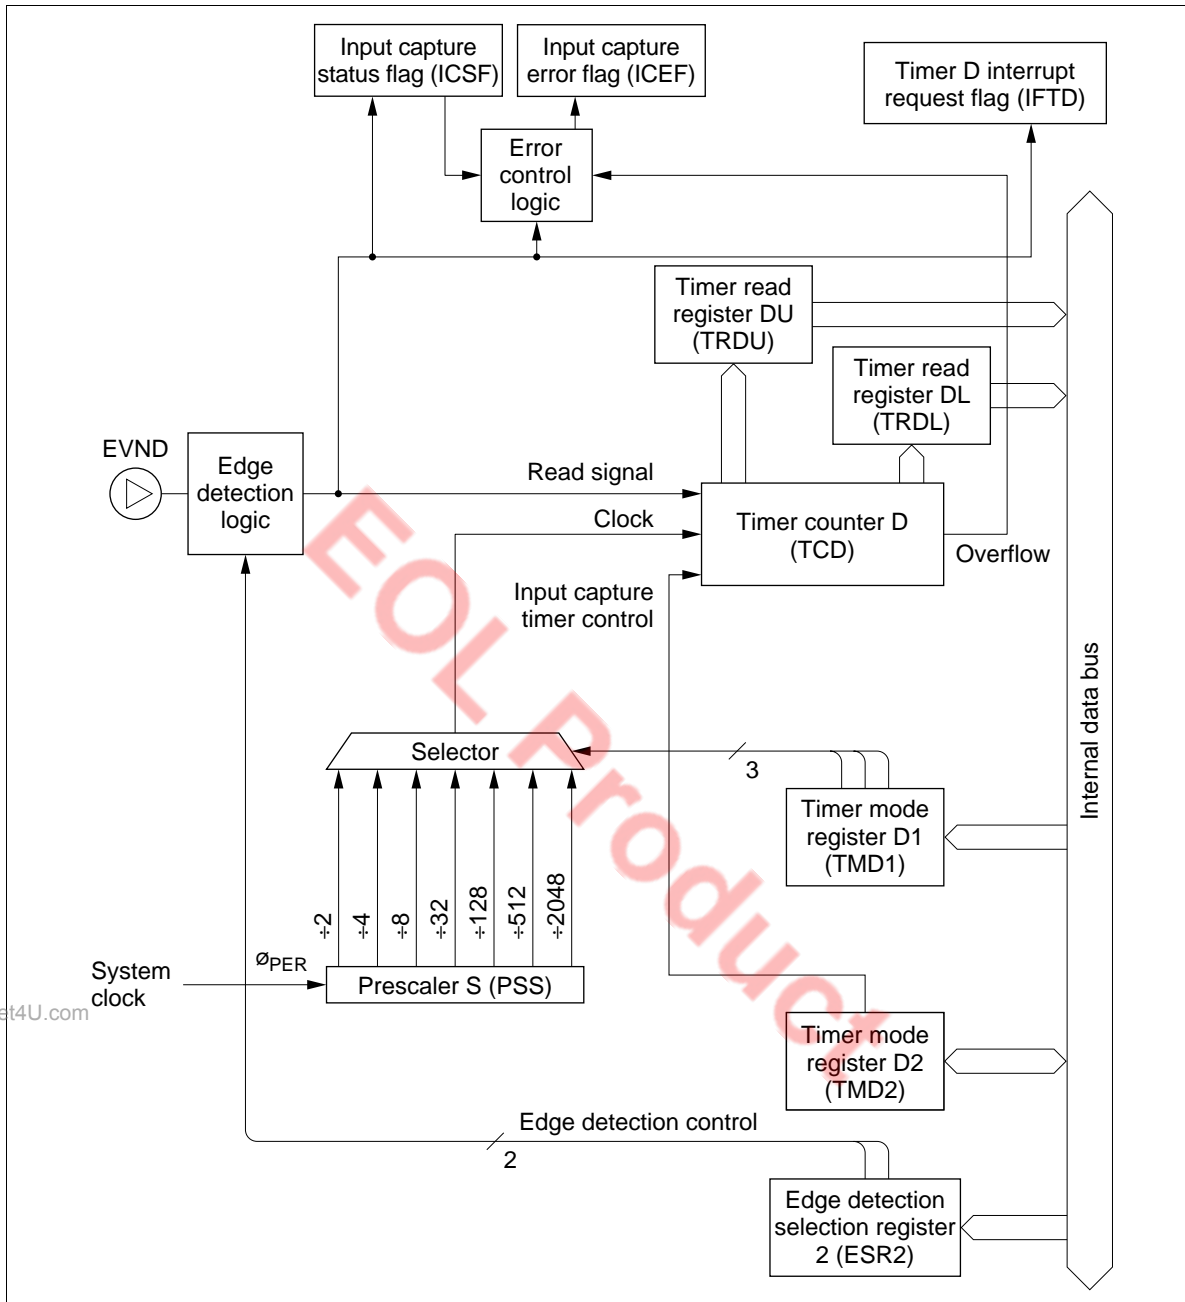 Input capture
status flag (ICSF)
Input capture
error flag (ICEF)
Timer D interrupt
request flag (IFTD)
Error
control
logic
Timer read
register DU
(TRDU)
Timer read
register DL
(TRDL)
EVND
Edge
detection
logic
Read signal
Clock
Timer counter D
(TCD)
Overflow
Input capture
timer control
Internal data bus
Selector
3
Timer mode
register D1
(TMD1)
÷2
÷4
÷8
÷32
÷128
÷512
÷2048
System
clock
øPER
Prescaler S (PSS)
et4U.com
Timer mode
register D2
(TMD2)
Edge detection control
2
Edge detection
selection register
2 (ESR2)
EOL Product